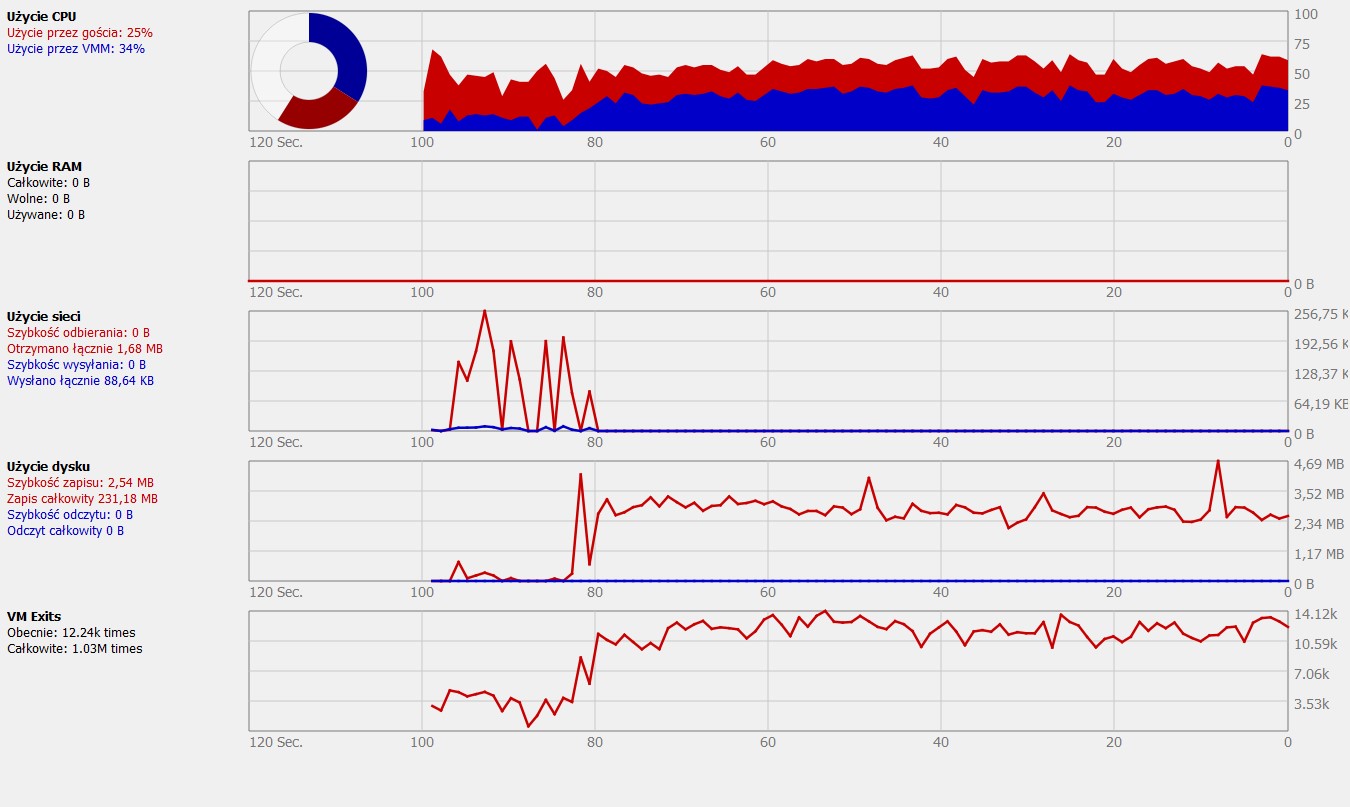 Użycie CPU
Użycie przez gościa: 25%
Użycie przez VMM: 34%
100
75
50
25
0
120 Sec.
100
80
60
40
20
0
Użycie RAM
Całkowite: 0 B
Wolne: 0 B
Używane: 0 B
0 B
120 Sec.
100
80
60
40
20
0
Użycie sieci
Szybkość odbierania: 0 B
Otrzymano łącznie 1,68 MB
Szybkośc wysyłania: 0 B
Wysłano łącznie 88,64 KB
256,75 K
192,56 K
128,37 K
64,19 KB
0 B
120 Sec.
100
80
60
40
20
0
Użycie dysku
Szybkość zapisu: 2,54 MB
Zapis całkowity 231,18 MB
Szybkość odczytu: 0 B
Odczyt całkowity 0 B
4,69 MB
3,52 MB
2,34 MB
1,17 MB
0 B
120 Sec.
100
80
60
40
20
0
VM Exits
Obecnie: 12.24k times
Całkowite: 1.03M times
14.12k
10.59k
7.06k
3.53k
120 Sec.
100
80
60
40
20
0